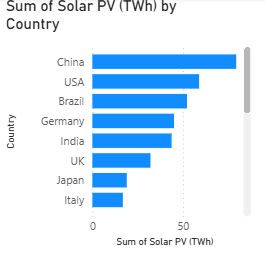 Sum of Solar PV (TWh) by
Country
Country
China
USA
Brazil
Germany
India
UK
Japan
Italy
0
50
Sum of Solar PV (TWh)